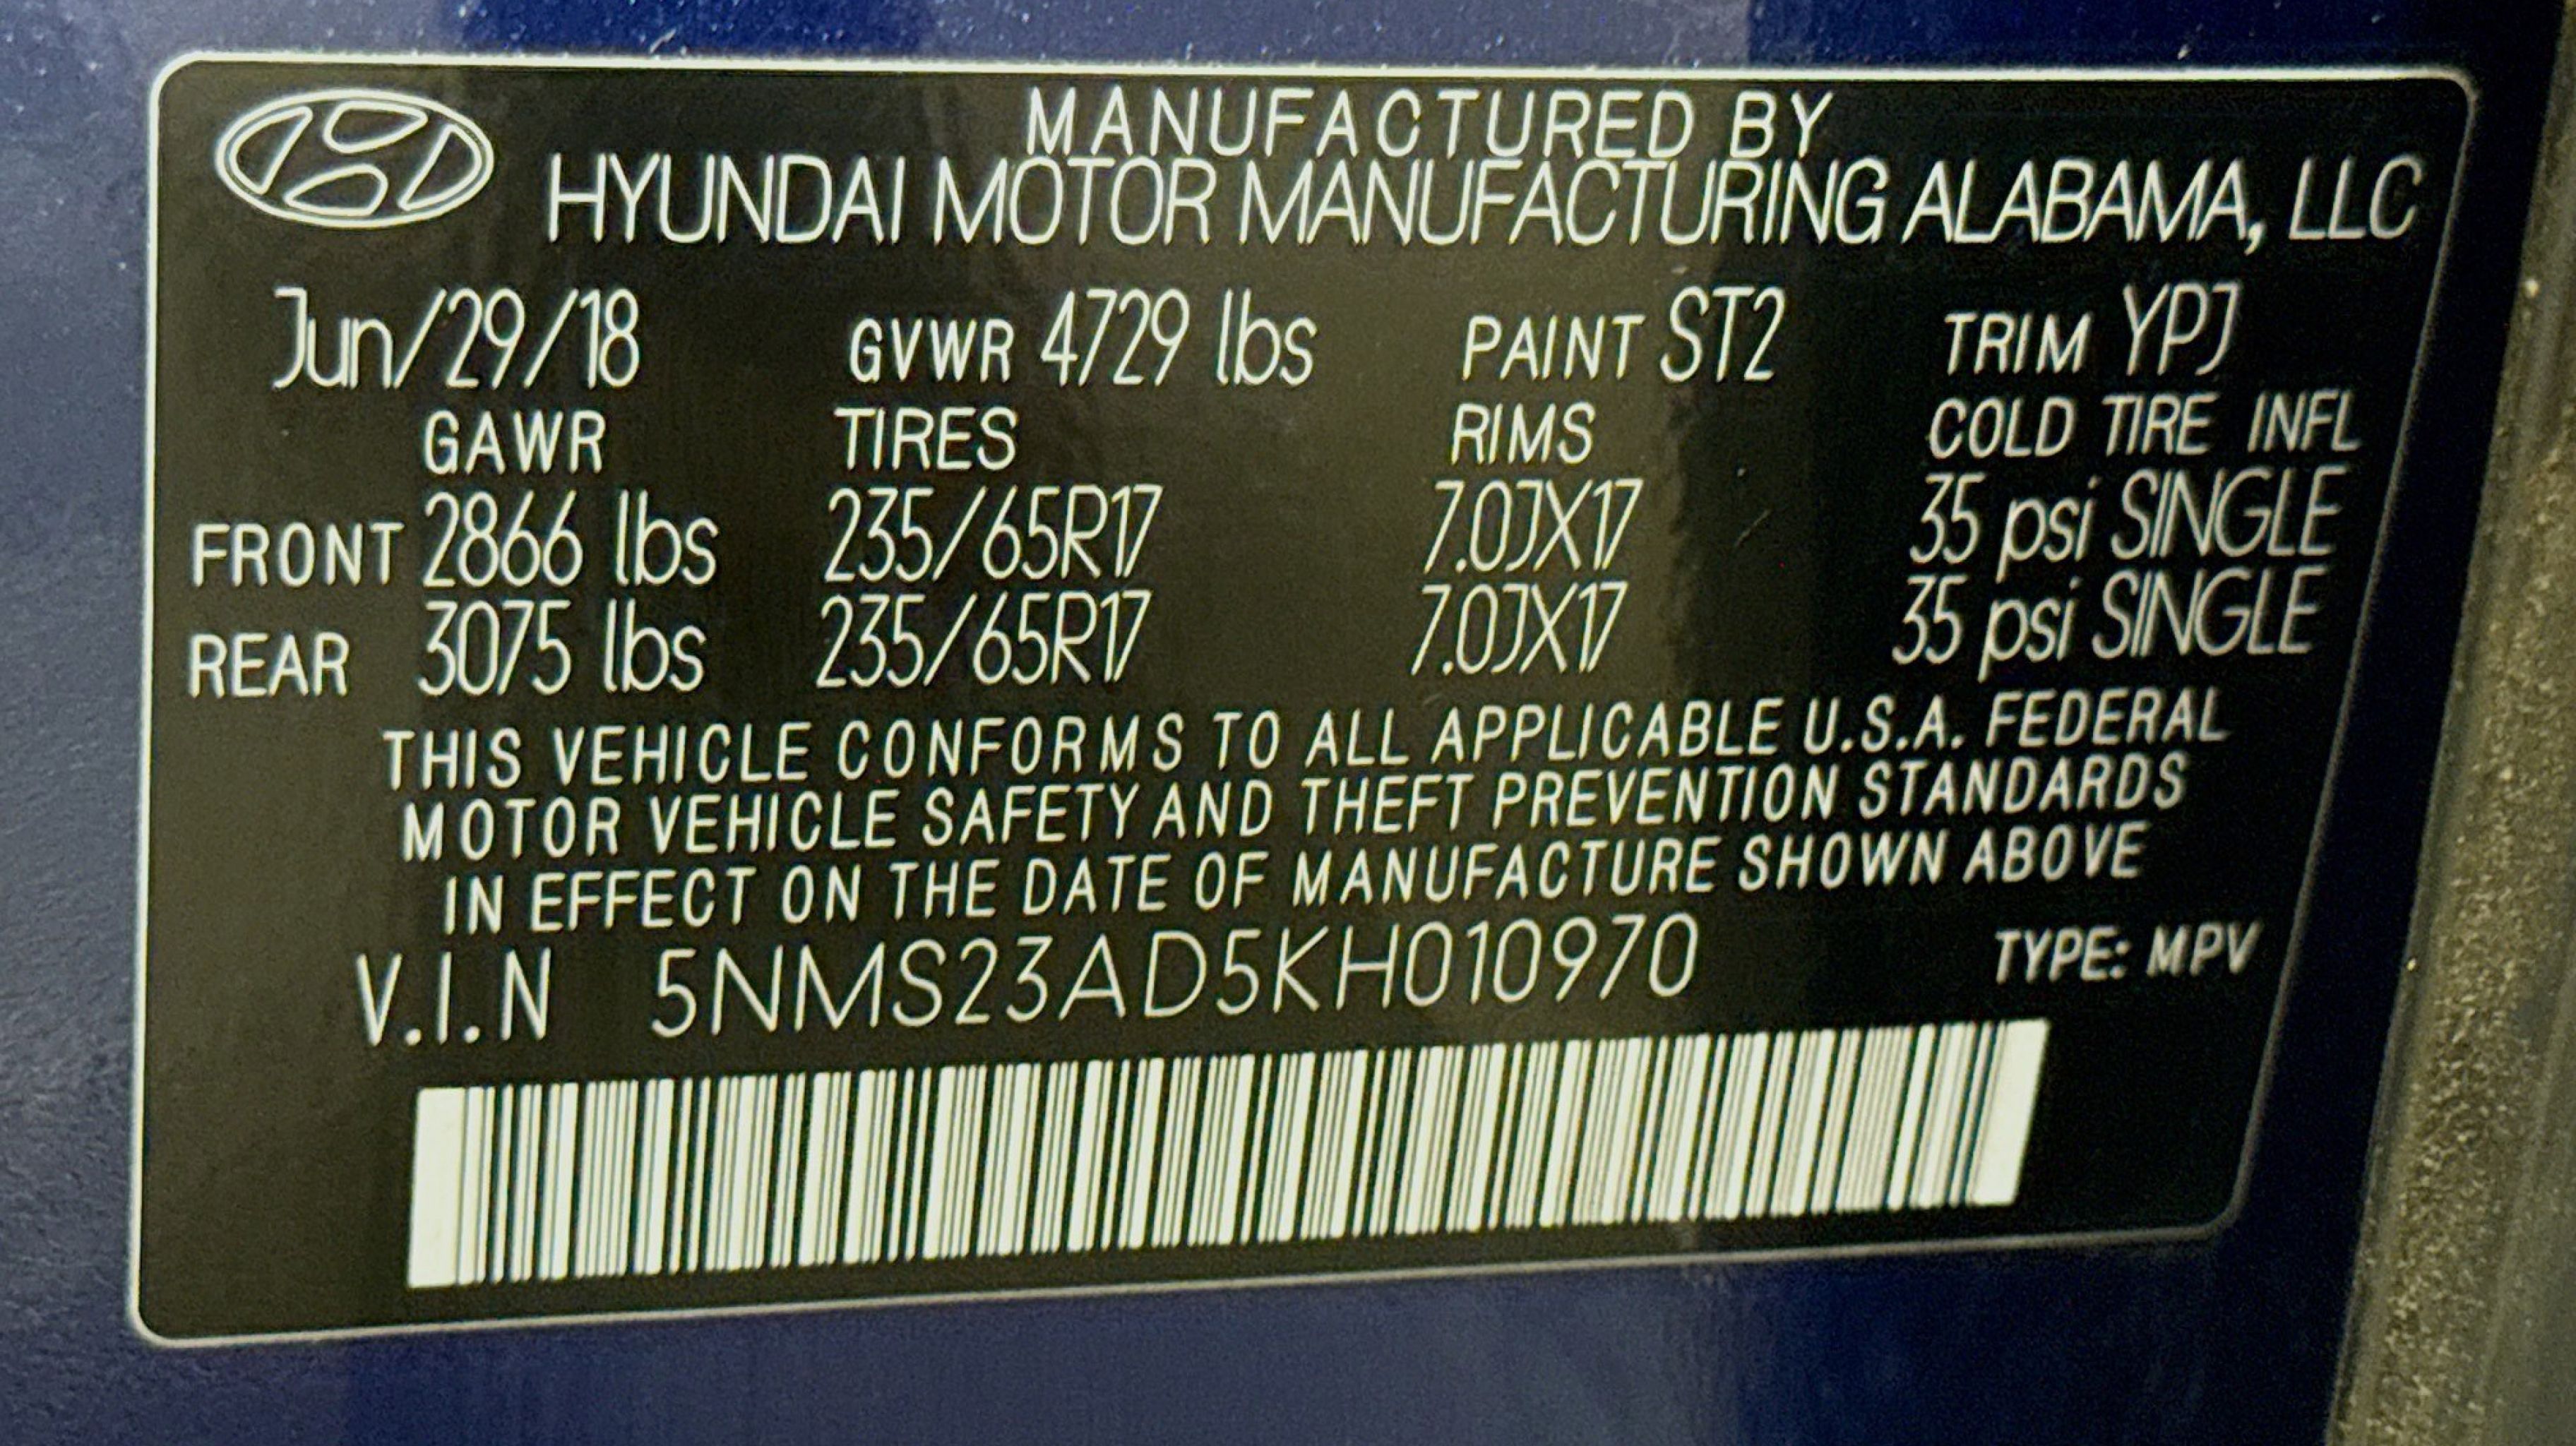 MANUFACTURED BY
HYUNDAI MOTOR MANUFACTURING ALABAMA, LLC
Jun/29/18 GVWR 4729 lbs PAINT ST2 TRIM YPJ
GAWR TIRES RIMS COLD TIRE INFL
FRONT 2866 lbs 235/65R17 7.0JX17 35 psi SINGLE
REAR 3075 lbs 235/65R17 7.0JX17 35 psi SINGLE
THIS VEHICLE CONFORMS TO ALL APPLICABLE U.S.A. FEDERAL
MOTOR VEHICLE SAFETY AND THEFT PREVENTION STANDARDS
IN EFFECT ON THE DATE OF MANUFACTURE SHOWN ABOVE
V.I.N 5NMS23AD5KH010970 TYPE: MPV